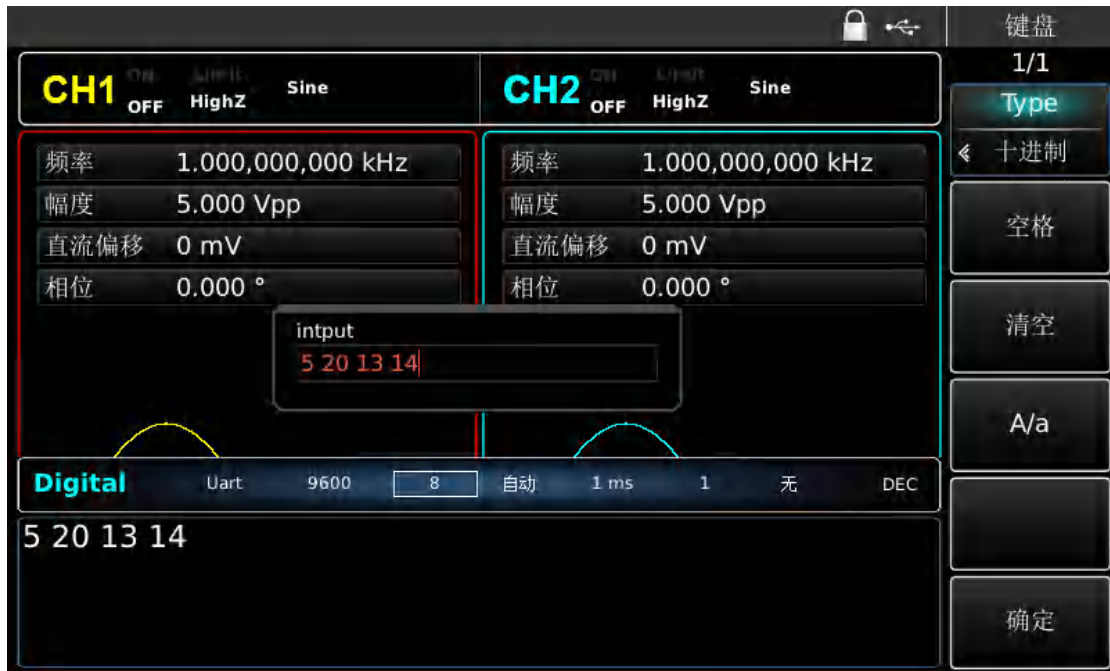 键盘
1/1
CH1 ON OFF Limit HighZ Sine
CH2 ON OFF Limit HighZ Sine
Type
十进制
频率 1.000,000,000 kHz
幅度 5.000 Vpp
直流偏移 0 mV
相位 0.000 °
频率 1.000,000,000 kHz
幅度 5.000 Vpp
直流偏移 0 mV
相位 0.000 °
空格
清空
intput
5 20 13 14
A/a
Digital Uart 9600 8 自动 1 ms 1 无 DEC
5 20 13 14
确定